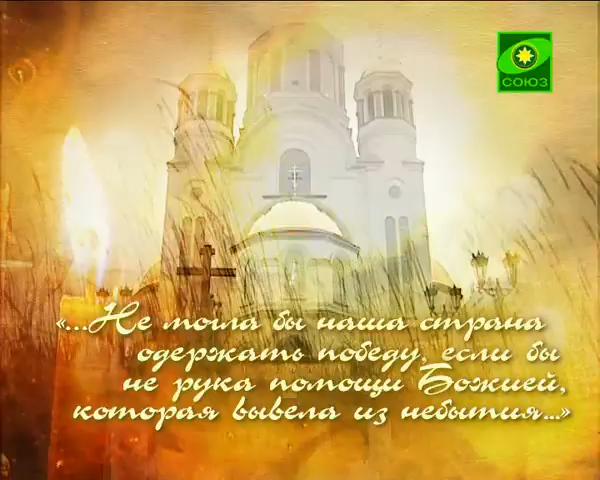 СОЮЗ
«...Не могла бы наша страна
одержать победу, если бы
не рука помощи Божией,
которая вывела из небытия...»